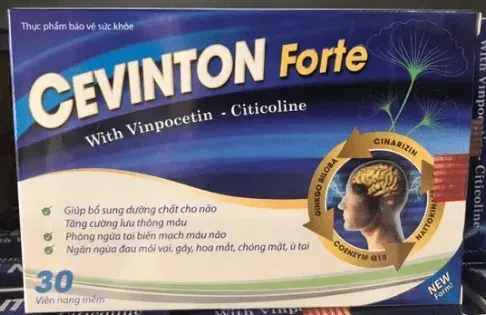 Thực phẩm bảo vệ sức khỏe
CEVINTON Forte
With Vinpocetin - Citicoline
CINARIZIN
GINKGO BILOBA
NATTOKIN
COENZYM Q10
Giúp bổ sung dưỡng chất cho não
Tăng cường lưu thông máu
Phòng ngừa tai biến mạch máu não
Ngăn ngừa đau mỏi vai, gáy, hoa mắt, chóng mặt, ù tai
30
Viên nang mềm
NEW
Form!
With Vinpocetin - Citicoline